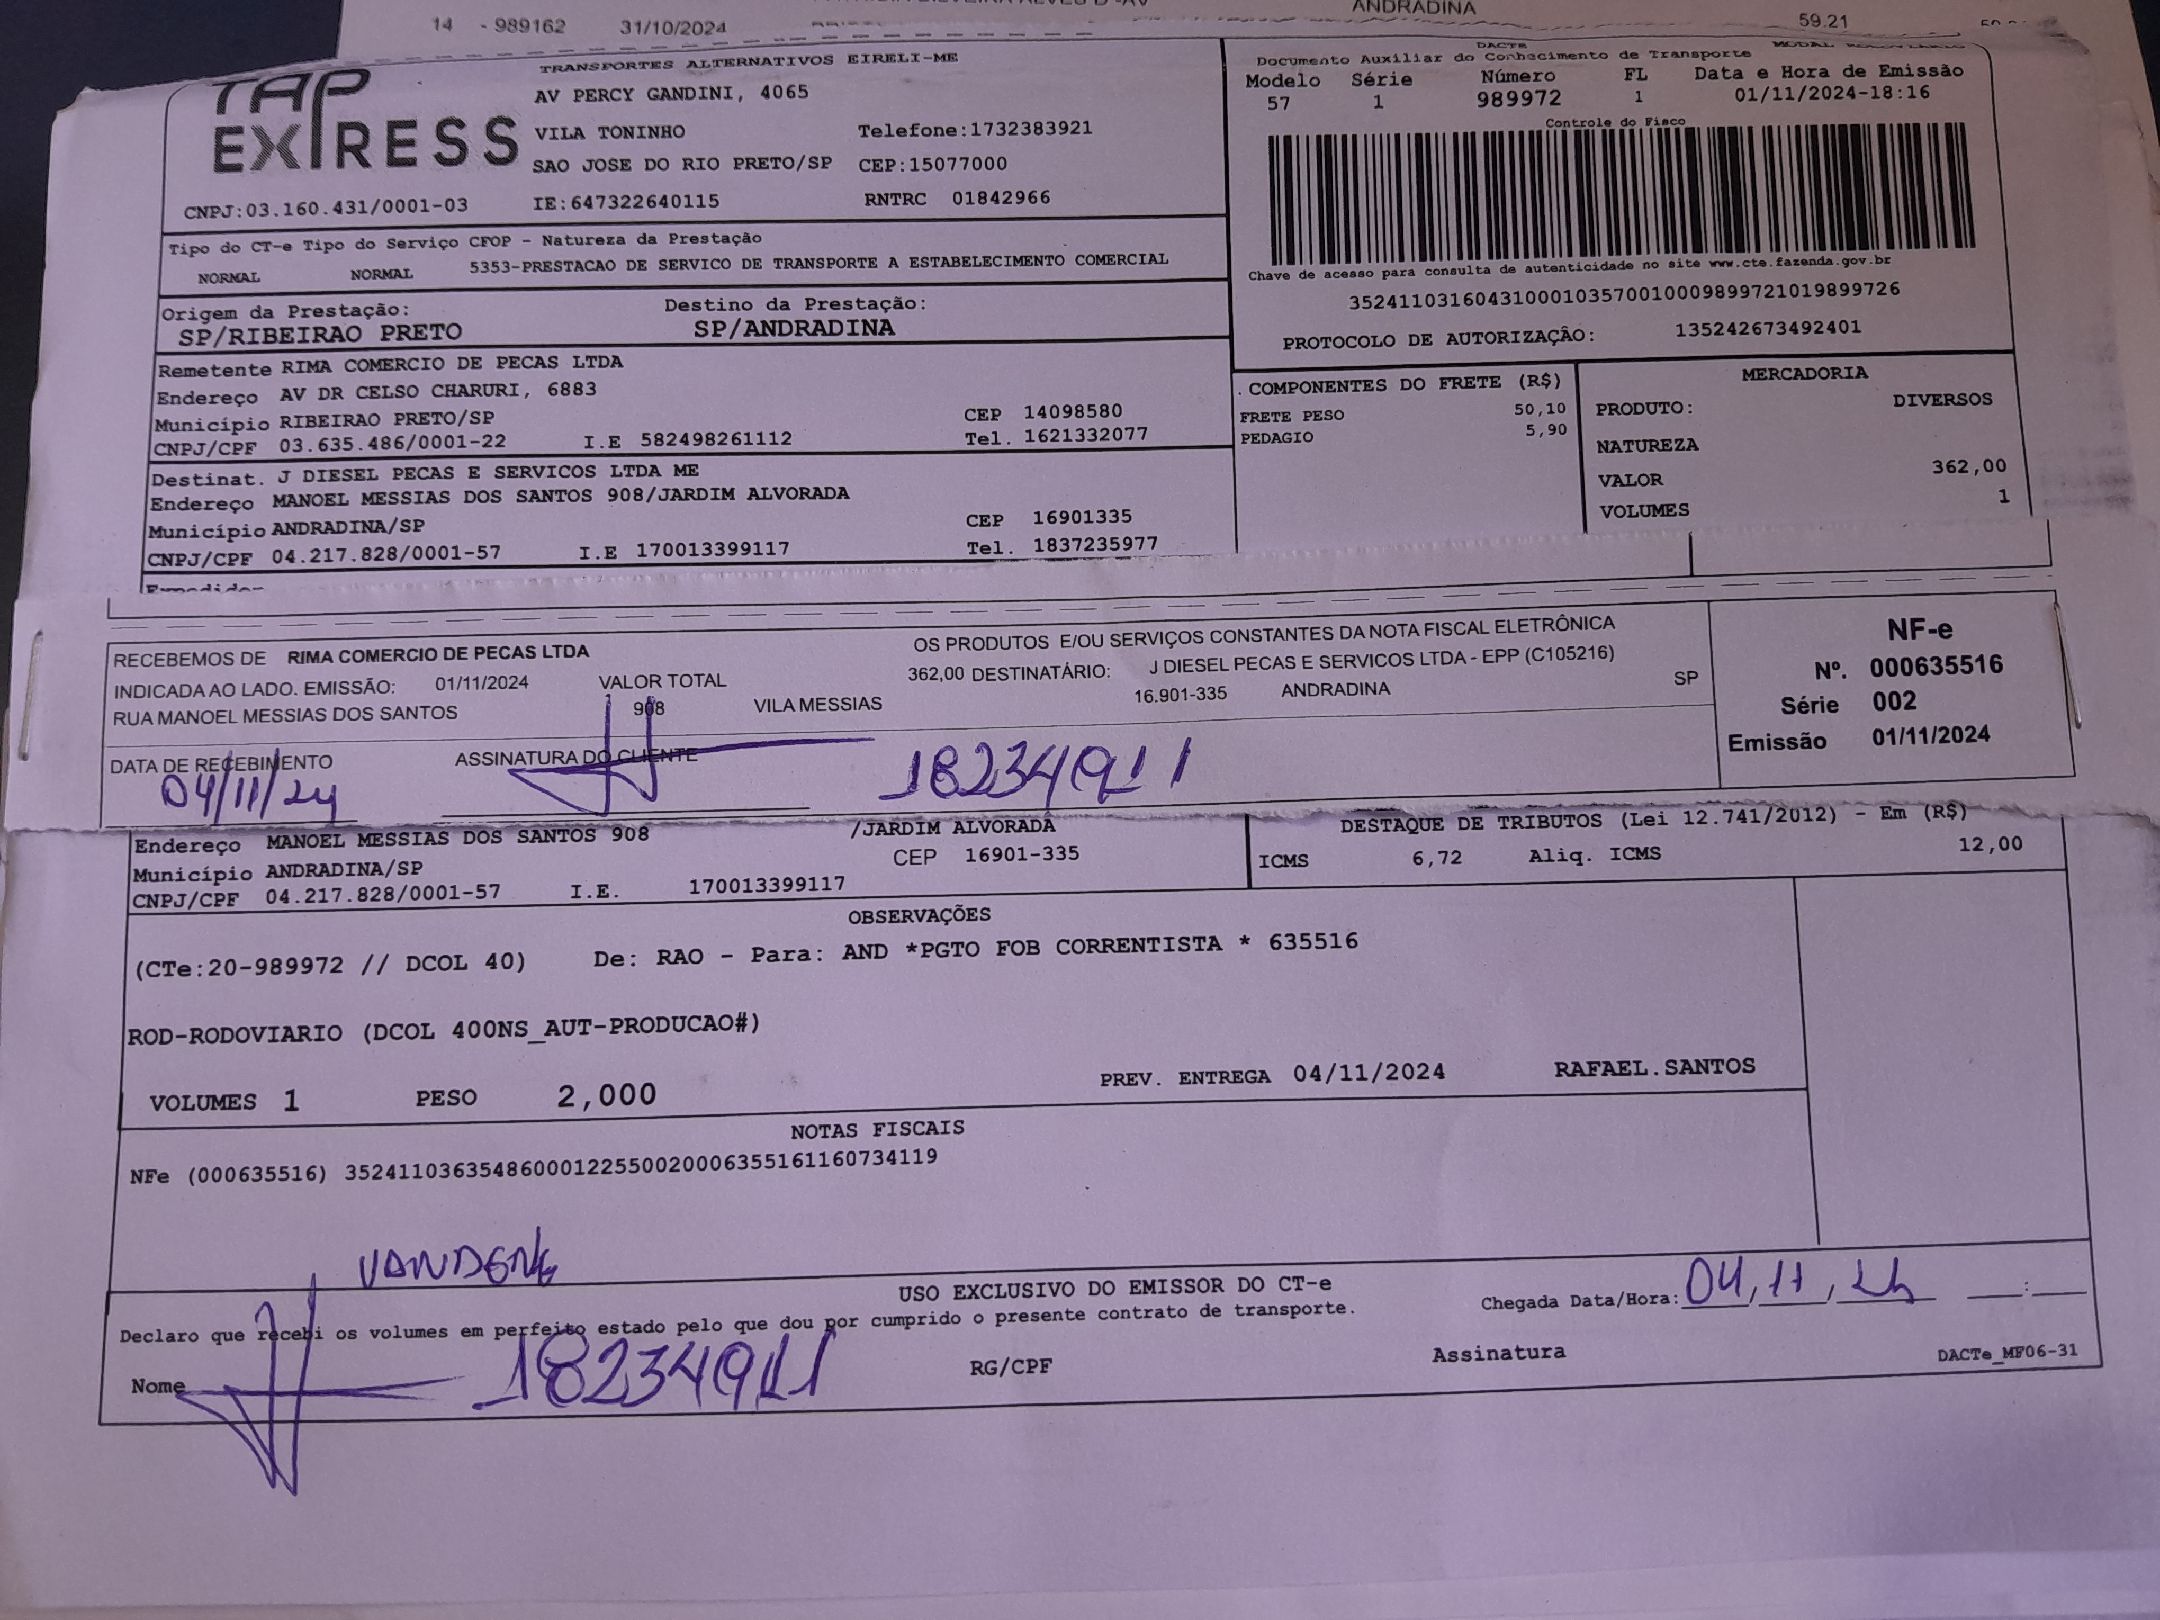 14 - 989162 31/10/2024 ANDRADINA 59.21
TAP EXPRESS
TRANSPORTES ALTERNATIVOS EIRELI-ME
AV PERCY GANDINI, 4065
VILA TONINHO Telefone:1732383921
SAO JOSE DO RIO PRETO/SP CEP:15077000
CNPJ:03.160.431/0001-03 IE:647322640115 RNTRC 01842966
DACTE MODAL RODOVIÁRIO
Documento Auxiliar do Conhecimento de Transporte
Modelo Série Número FL Data e Hora de Emissão
57 1 989972 1 01/11/2024-18:16
Controle do Fisco
Chave de acesso para consulta de autenticidade no site www.cte.fazenda.gov.br
35241103160431000103570010009899721019899726
PROTOCOLO DE AUTORIZAÇÃO: 135242673492401
Tipo do CT-e Tipo do Serviço CFOP - Natureza da Prestação
NORMAL NORMAL 5353-PRESTACAO DE SERVICO DE TRANSPORTE A ESTABELECIMENTO COMERCIAL
Origem da Prestação: Destino da Prestação:
SP/RIBEIRAO PRETO SP/ANDRADINA
Remetente RIMA COMERCIO DE PECAS LTDA
Endereço AV DR CELSO CHARURI, 6883
Município RIBEIRAO PRETO/SP CEP 14098580
CNPJ/CPF 03.635.486/0001-22 I.E 582498261112 Tel. 1621332077
Destinat. J DIESEL PECAS E SERVICOS LTDA ME
Endereço MANOEL MESSIAS DOS SANTOS 908/JARDIM ALVORADA
Município ANDRADINA/SP CEP 16901335
CNPJ/CPF 04.217.828/0001-57 I.E 170013399117 Tel. 1837235977
COMPONENTES DO FRETE (R$)
FRETE PESO 50,10
PEDAGIO 5,90
MERCADORIA
PRODUTO: DIVERSOS
NATUREZA
VALOR 362,00
VOLUMES 1
RECEBEMOS DE RIMA COMERCIO DE PECAS LTDA OS PRODUTOS E/OU SERVIÇOS CONSTANTES DA NOTA FISCAL ELETRÔNICA
INDICADA AO LADO. EMISSÃO: 01/11/2024 VALOR TOTAL 362,00 DESTINATÁRIO: J DIESEL PECAS E SERVICOS LTDA - EPP (C105216)
RUA MANOEL MESSIAS DOS SANTOS 908 VILA MESSIAS 16.901-335 ANDRADINA SP
DATA DE RECEBIMENTO ASSINATURA DO CLIENTE
04/11/24 18234911
NF-e
Nº. 000635516
Série 002
Emissão 01/11/2024
Endereço MANOEL MESSIAS DOS SANTOS 908 /JARDIM ALVORADA
Município ANDRADINA/SP CEP 16901-335
CNPJ/CPF 04.217.828/0001-57 I.E. 170013399117
DESTAQUE DE TRIBUTOS (Lei 12.741/2012) - Em (R$)
ICMS 6,72 Aliq. ICMS 12,00
OBSERVAÇÕES
(CTe:20-989972 // DCOL 40) De: RAO - Para: AND *PGTO FOB CORRENTISTA * 635516
ROD-RODOVIARIO (DCOL 400NS_AUT-PRODUCAO#)
VOLUMES 1 PESO 2,000 PREV. ENTREGA 04/11/2024 RAFAEL.SANTOS
NOTAS FISCAIS
NFe (000635516) 35241103635486000122550020006355161160734119
USO EXCLUSIVO DO EMISSOR DO CT-e
Declaro que recebi os volumes em perfeito estado pelo que dou por cumprido o presente contrato de transporte.
Chegada Data/Hora: 04,11,24 :
Nome 18234911 RG/CPF Assinatura DACTe_MF06-31